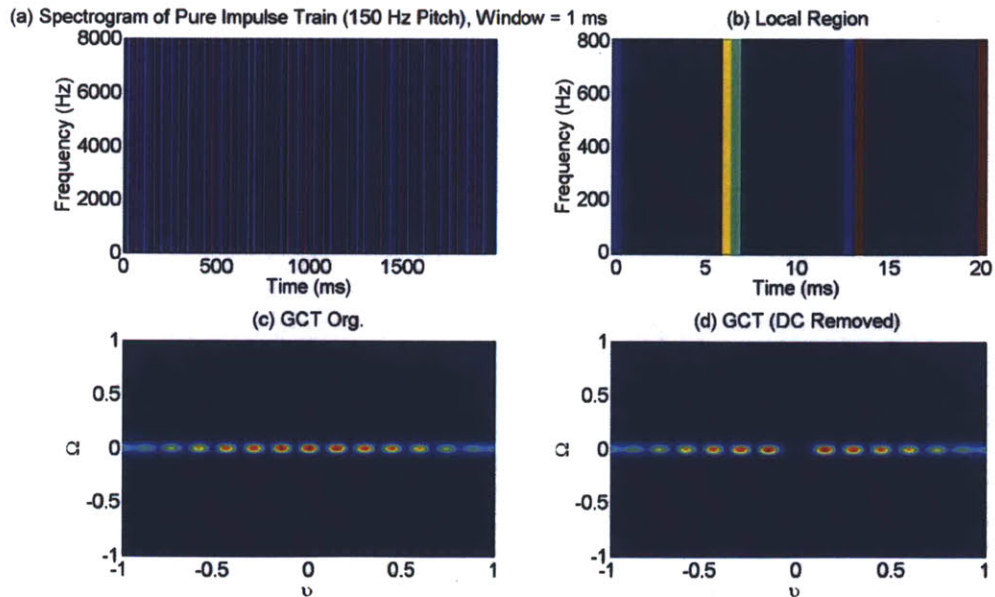 (a) Spectrogram of Pure Impulse Train (150 Hz Pitch), Window = 1 ms
8000
6000
4000
2000
0
Frequency (Hz)
0 500 1000 1500
Time (ms)
(b) Local Region
800
600
400
200
0
Frequency (Hz)
0 5 10 15 20
Time (ms)
(c) GCT Org.
1
0.5
0
-0.5
-1
Ω
-1 -0.5 0 0.5 1
υ
(d) GCT (DC Removed)
1
0.5
0
-0.5
-1
Ω
-1 -0.5 0 0.5 1
υ